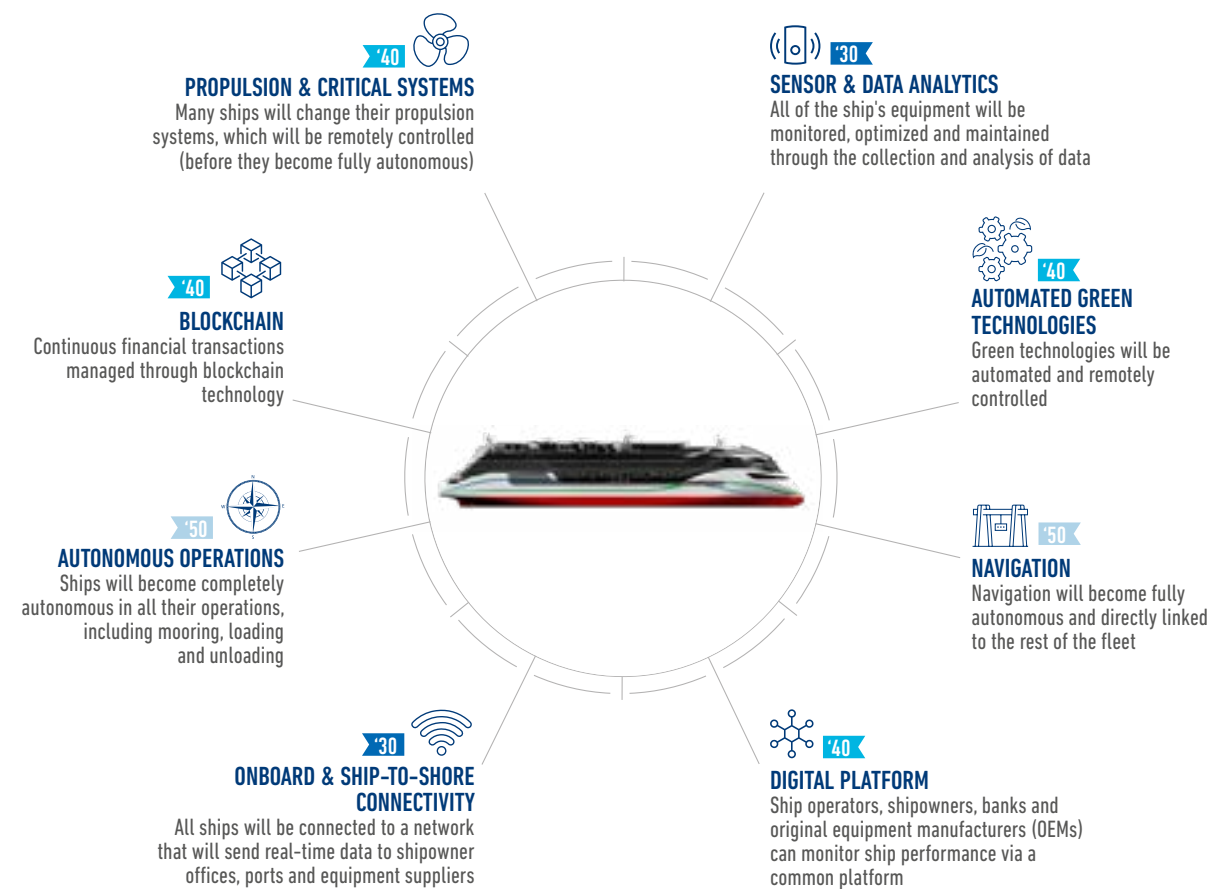 '40
PROPULSION & CRITICAL SYSTEMS
Many ships will change their propulsion
systems, which will be remotely controlled
(before they become fully autonomous)
'30
SENSOR & DATA ANALYTICS
All of the ship's equipment will be
monitored, optimized and maintained
through the collection and analysis of data
'40
BLOCKCHAIN
Continuous financial transactions
managed through blockchain
technology
'40
AUTOMATED GREEN
TECHNOLOGIES
Green technologies will be
automated and remotely
controlled
N
W
E
S
'50
AUTONOMOUS OPERATIONS
Ships will become completely
autonomous in all their operations,
including mooring, loading
and unloading
'50
NAVIGATION
Navigation will become fully
autonomous and directly linked
to the rest of the fleet
'30
ONBOARD & SHIP-TO-SHORE
CONNECTIVITY
All ships will be connected to a network
that will send real-time data to shipowner
offices, ports and equipment suppliers
'40
DIGITAL PLATFORM
Ship operators, shipowners, banks and
original equipment manufacturers (OEMs)
can monitor ship performance via a
common platform